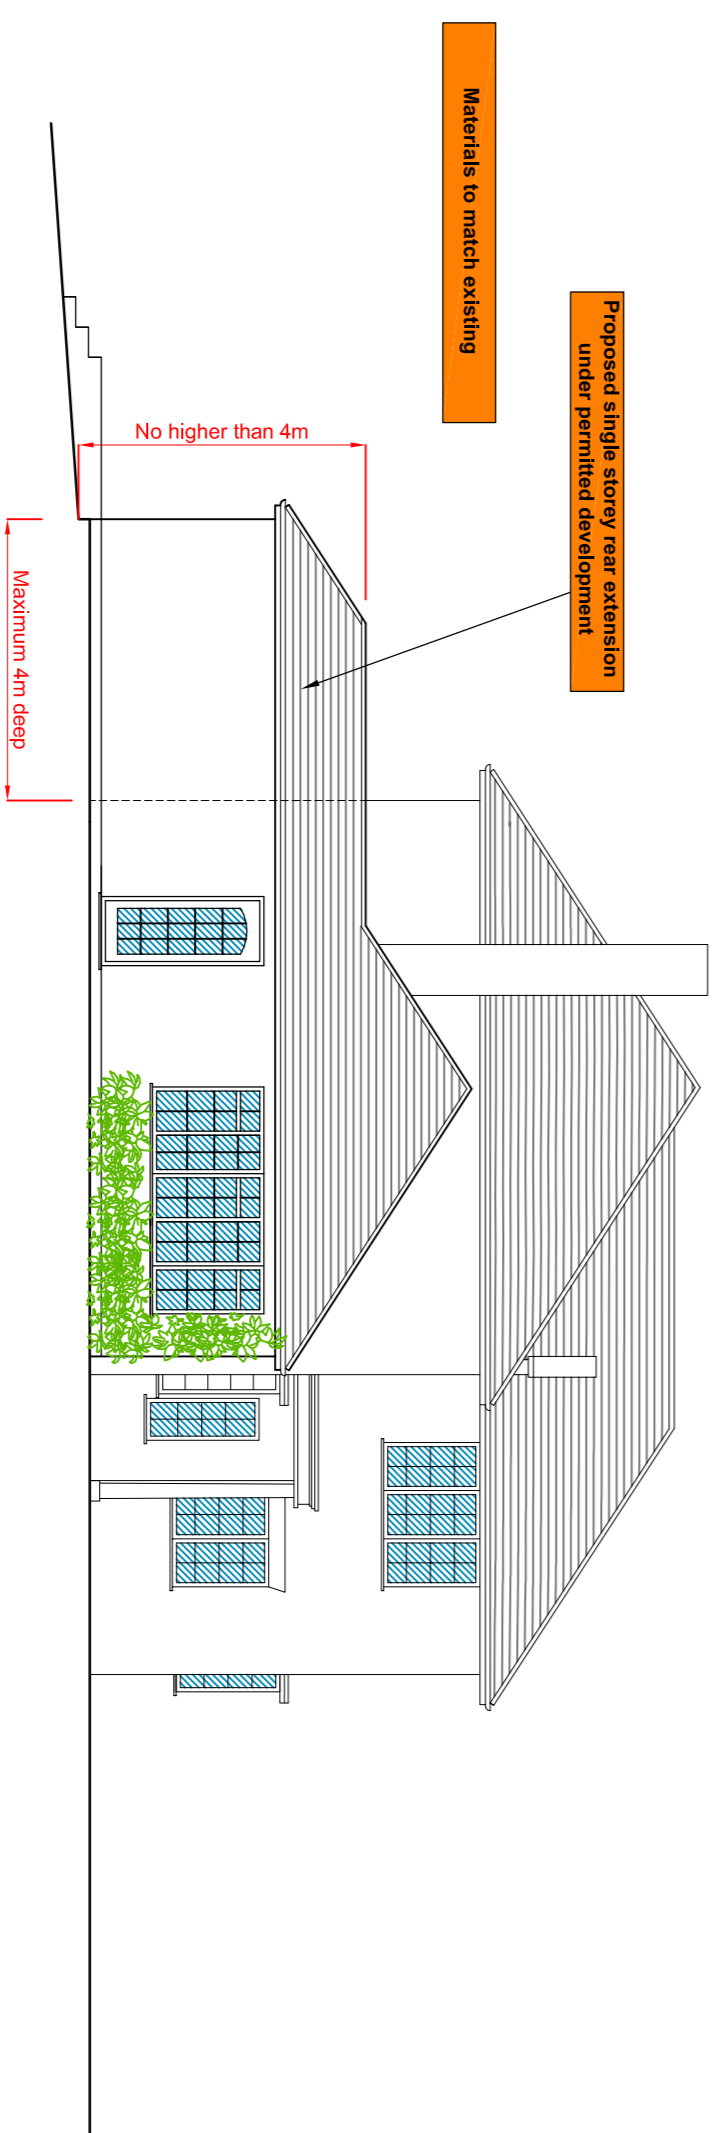 Proposed single storey rear extension
under permitted development
Materials to match existing
No higher than 4m
Maximum 4m deep